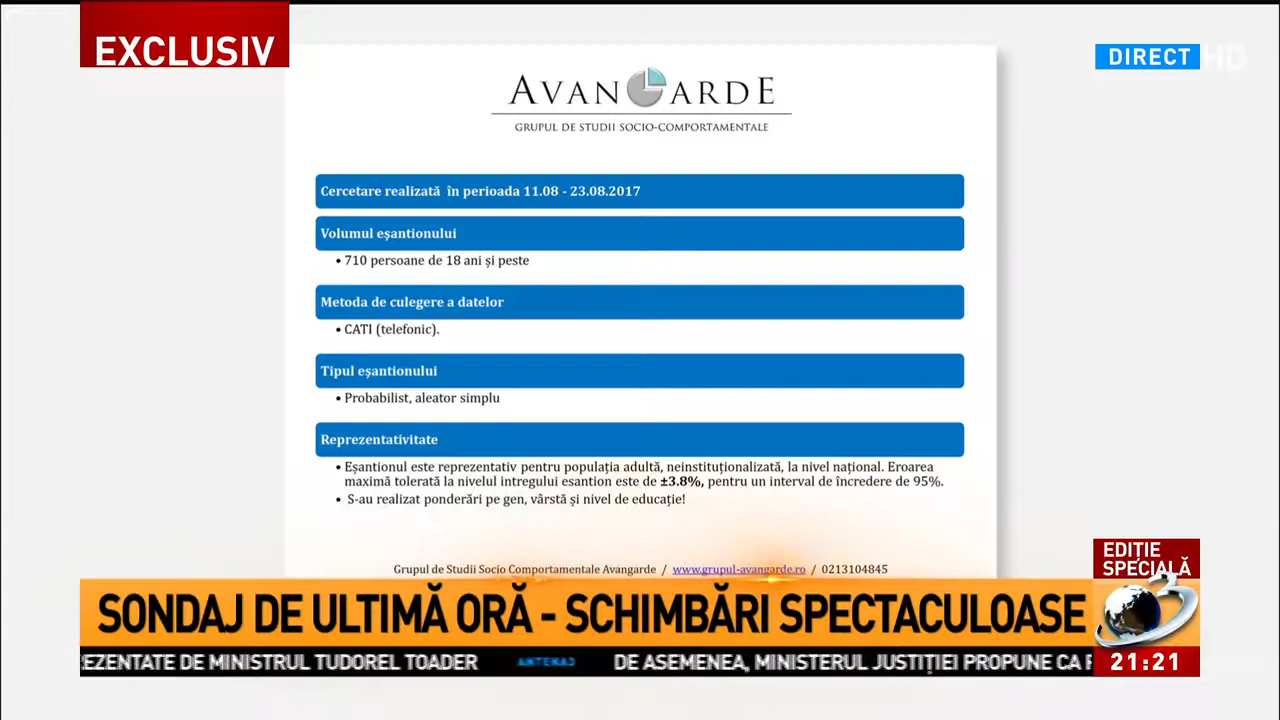 EXCLUSIV
DIRECT HD
AVANGARDE
GRUPUL DE STUDII SOCIO-COMPORTAMENTALE
Cercetare realizată în perioada 11.08 - 23.08.2017
Volumul eșantionului
• 710 persoane de 18 ani și peste
Metoda de culegere a datelor
• CATI (telefonic).
Tipul eșantionului
• Probabilist, aleator simplu
Reprezentativitate
• Eșantionul este reprezentativ pentru populația adultă, neinstituționalizată, la nivel național. Eroarea
maximă tolerată la nivelul intregului esantion este de ±3.8%, pentru un interval de încredere de 95%.
• S-au realizat ponderări pe gen, vârstă și nivel de educație!
Grupul de Studii Socio Comportamentale Avangarde / www.grupul-avangarde.ro / 0213104845
EDIȚIE
SPECIALĂ
SONDAJ DE ULTIMĂ ORĂ - SCHIMBĂRI SPECTACULOASE
EZENTATE DE MINISTRUL TUDOREL TOADER ANTENA3 DE ASEMENEA, MINISTERUL JUSTIȚIEI PROPUNE CA
21:21